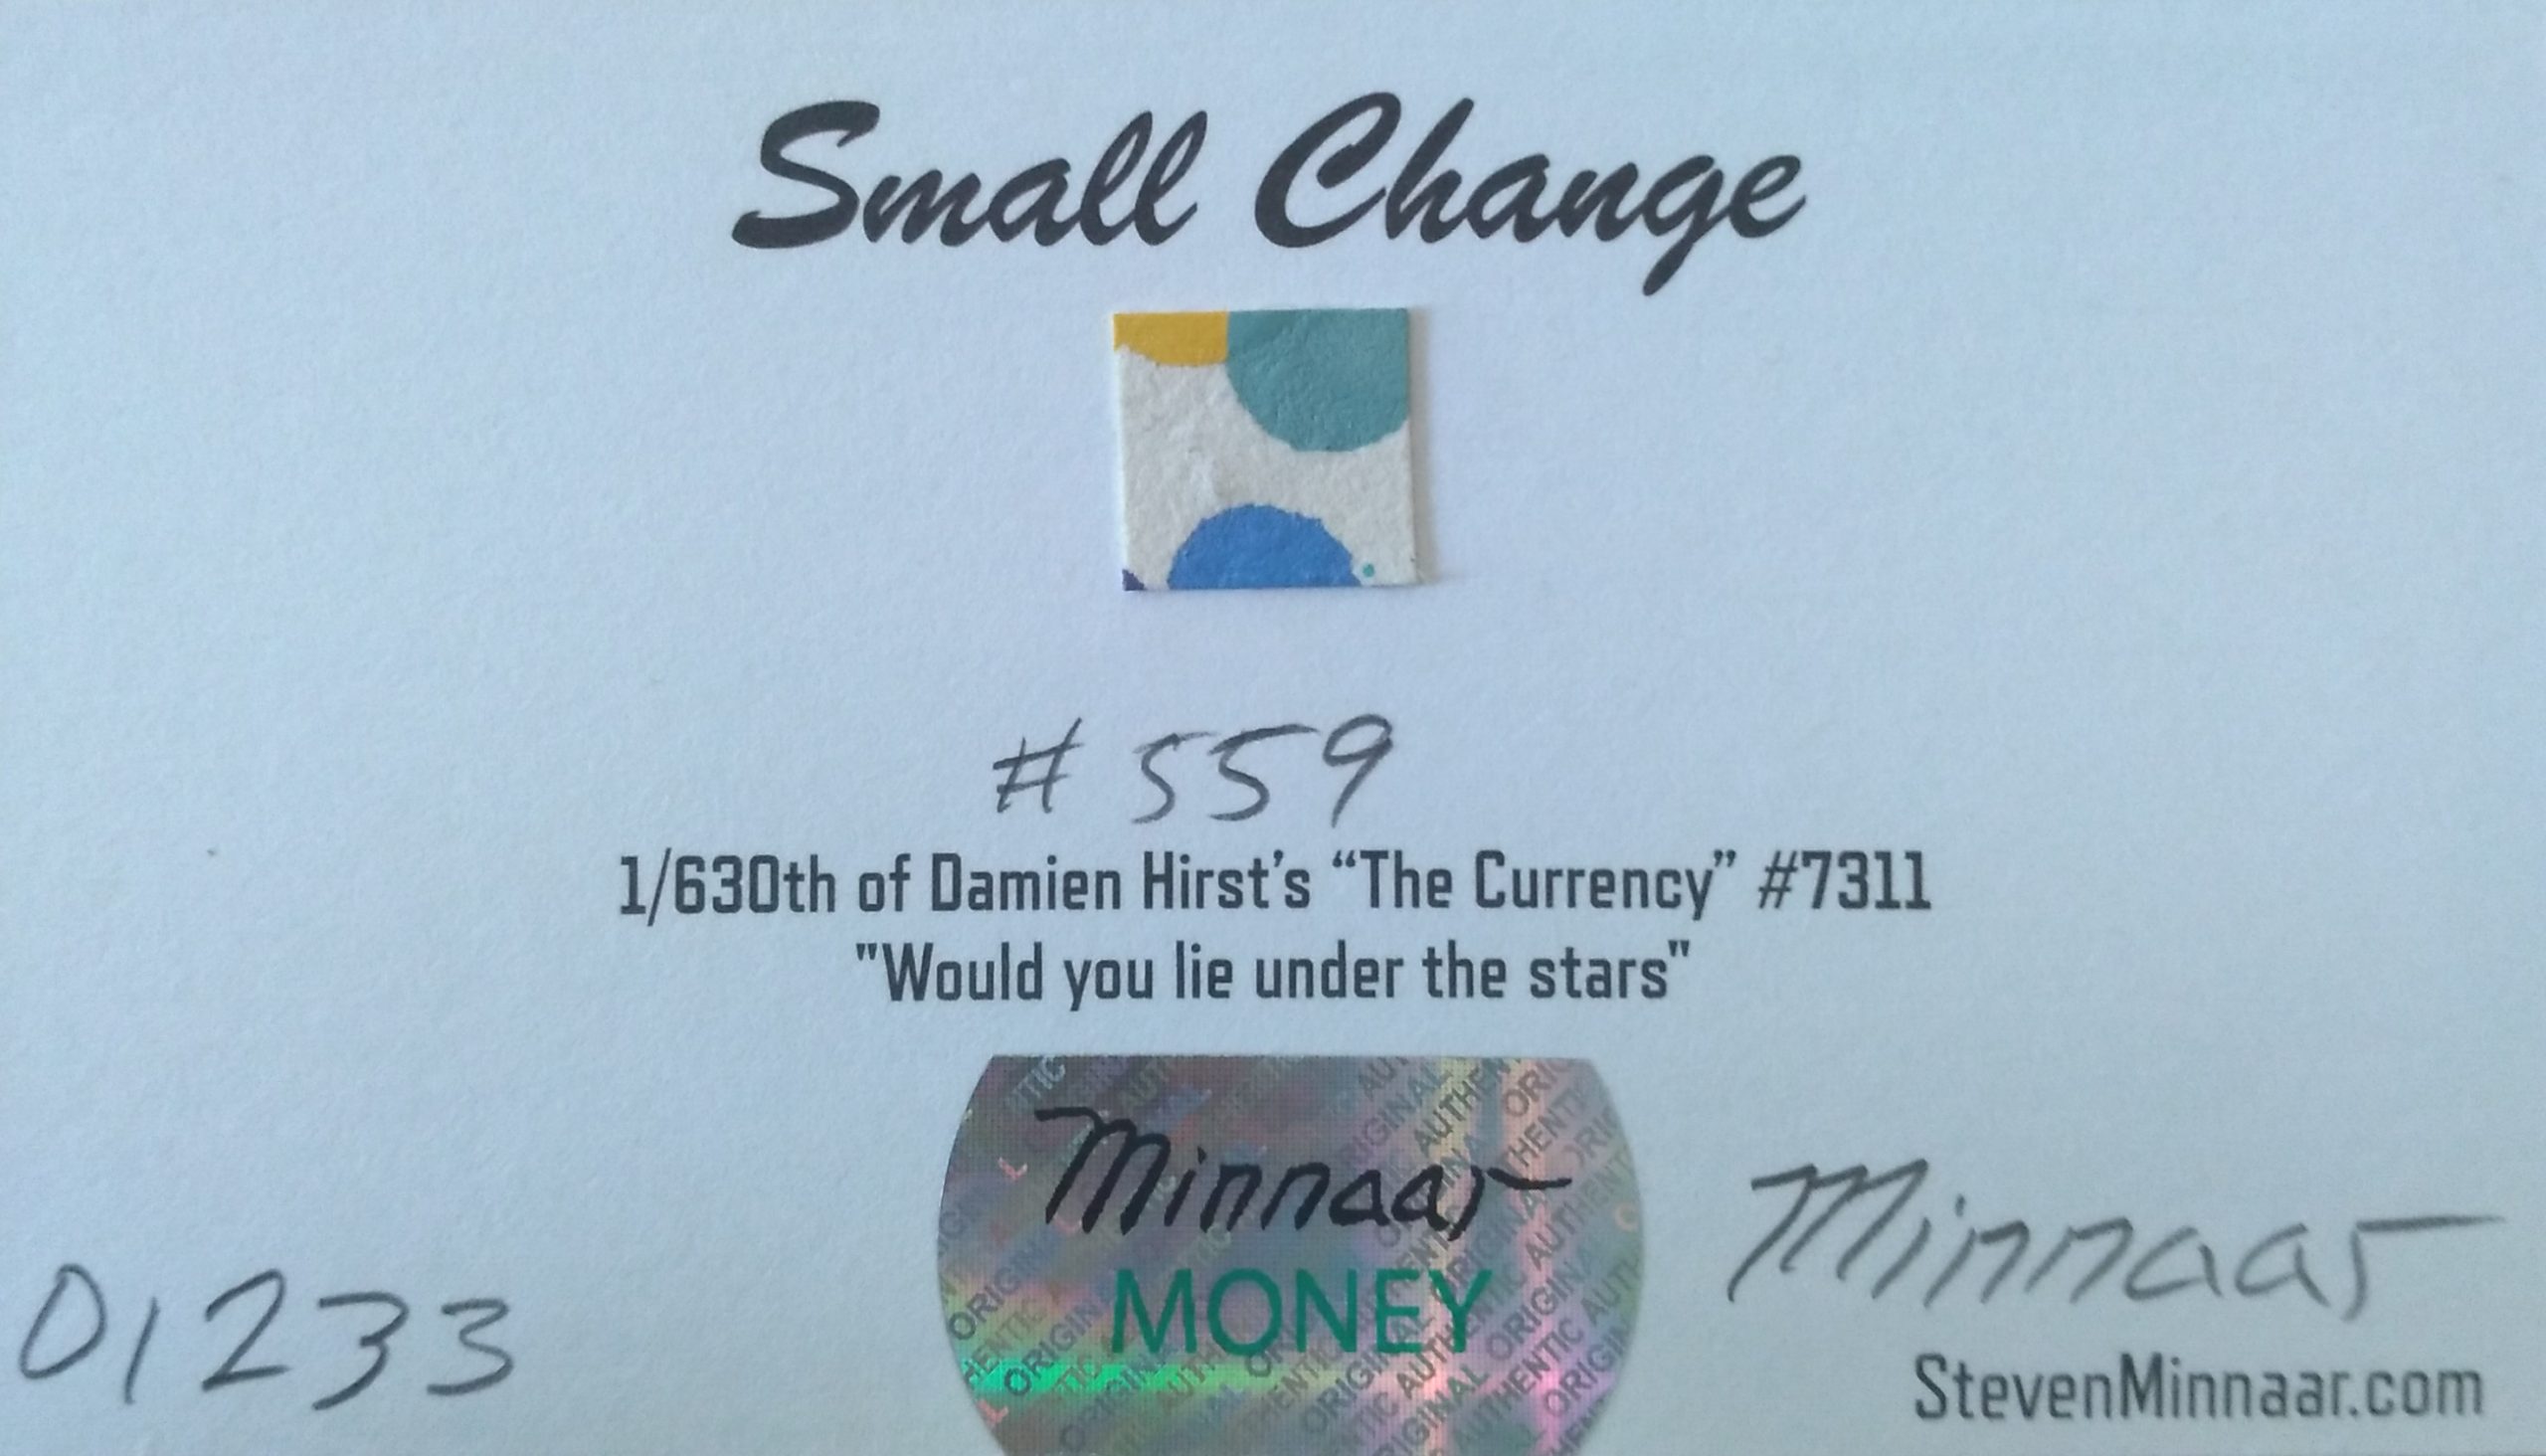 Small Change
# 559
1/630th of Damien Hirst's “The Currency” #7311
"Would you lie under the stars"
Minnaar
MONEY
01233
Minnaar
StevenMinnaar.com